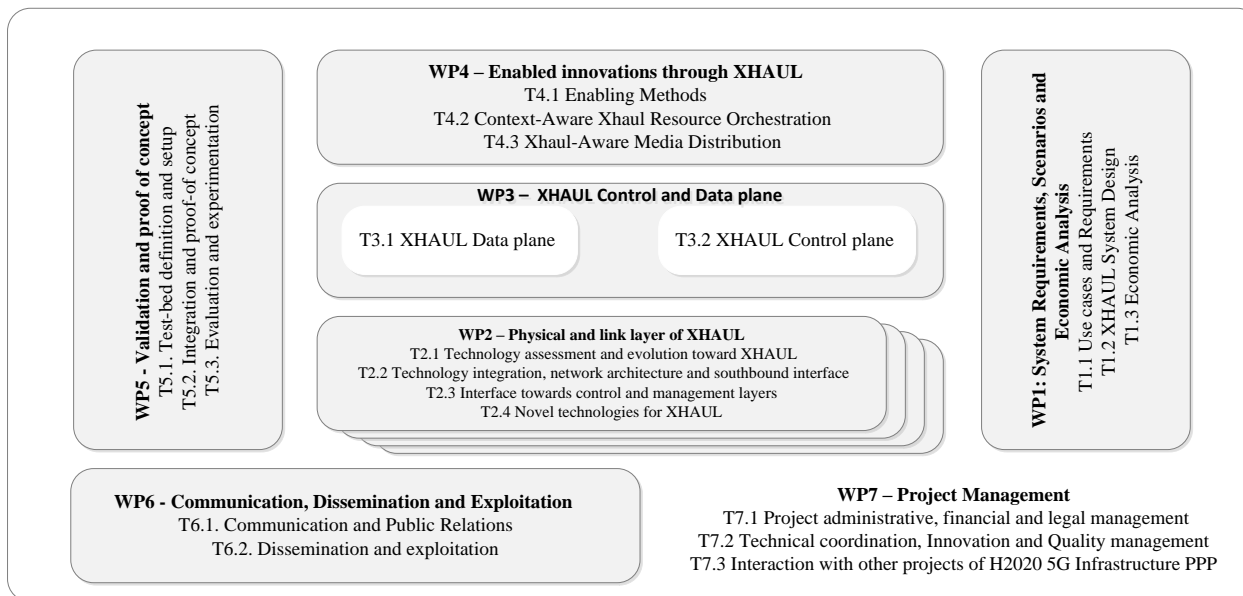 WP5 - Validation and proof of concept
T5.1. Test-bed definition and setup
T5.2. Integration and proof-of concept
T5.3. Evaluation and experimentation
WP4 – Enabled innovations through XHAUL
T4.1 Enabling Methods
T4.2 Context-Aware Xhaul Resource Orchestration
T4.3 Xhaul-Aware Media Distribution
WP3 – XHAUL Control and Data plane
T3.1 XHAUL Data plane
T3.2 XHAUL Control plane
WP2 – Physical and link layer of XHAUL
T2.1 Technology assessment and evolution toward XHAUL
T2.2 Technology integration, network architecture and southbound interface
T2.3 Interface towards control and management layers
T2.4 Novel technologies for XHAUL
WP1: System Requirements, Scenarios and
Economic Analysis
T1.1 Use cases and Requirements
T1.2 XHAUL System Design
T1.3 Economic Analysis
WP6 - Communication, Dissemination and Exploitation
T6.1. Communication and Public Relations
T6.2. Dissemination and exploitation
WP7 – Project Management
T7.1 Project administrative, financial and legal management
T7.2 Technical coordination, Innovation and Quality management
T7.3 Interaction with other projects of H2020 5G Infrastructure PPP